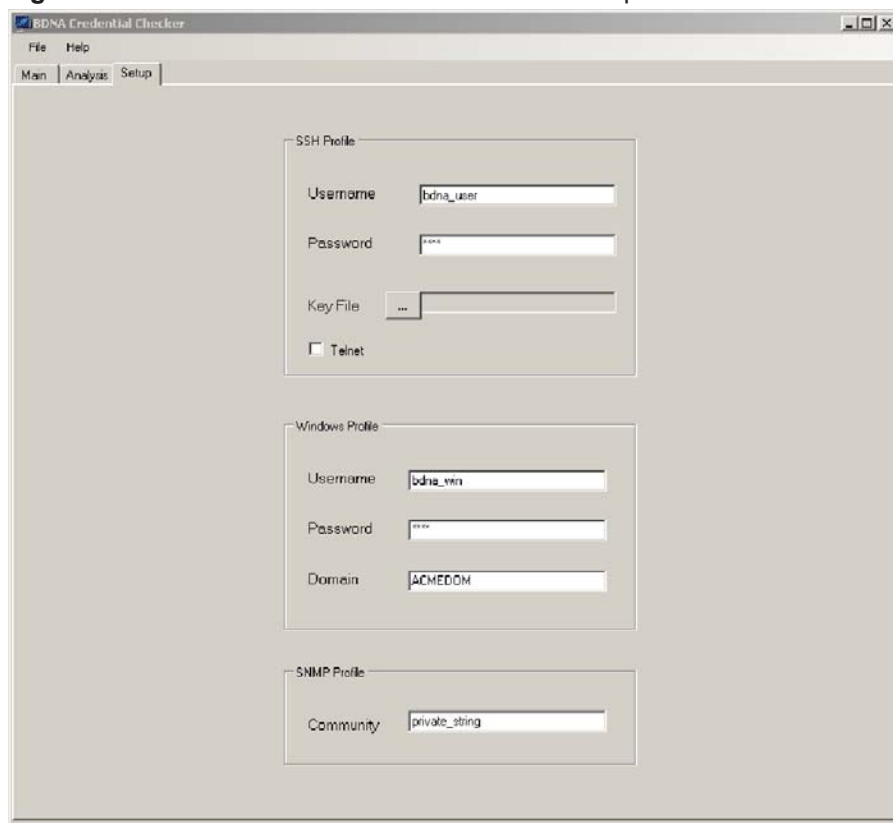 BDNA Credential Checker
File Help
Main Analysis Setup
SSH Profile
Username bdna_user
Password ****
Key File ...
Telnet
Windows Profile
Username bdna_win
Password ****
Domain ACMEDOM
SNMP Profile
Community private_string